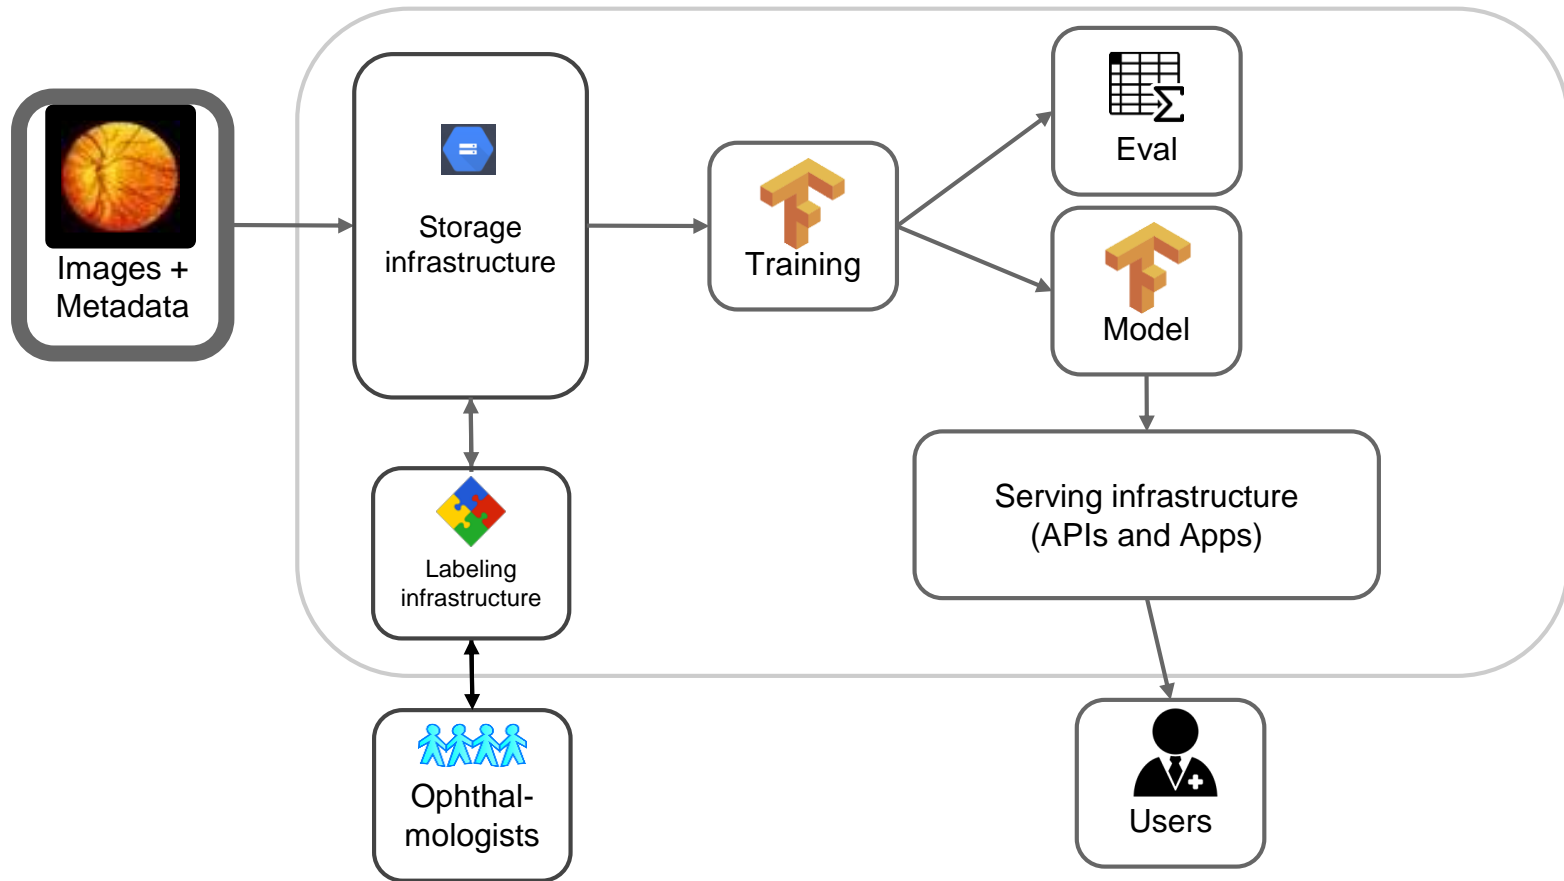 Images +
Metadata
Storage
infrastructure
Training
Eval
Model
Labeling
infrastructure
Serving infrastructure
(APIs and Apps)
Ophthal-
mologists
Users